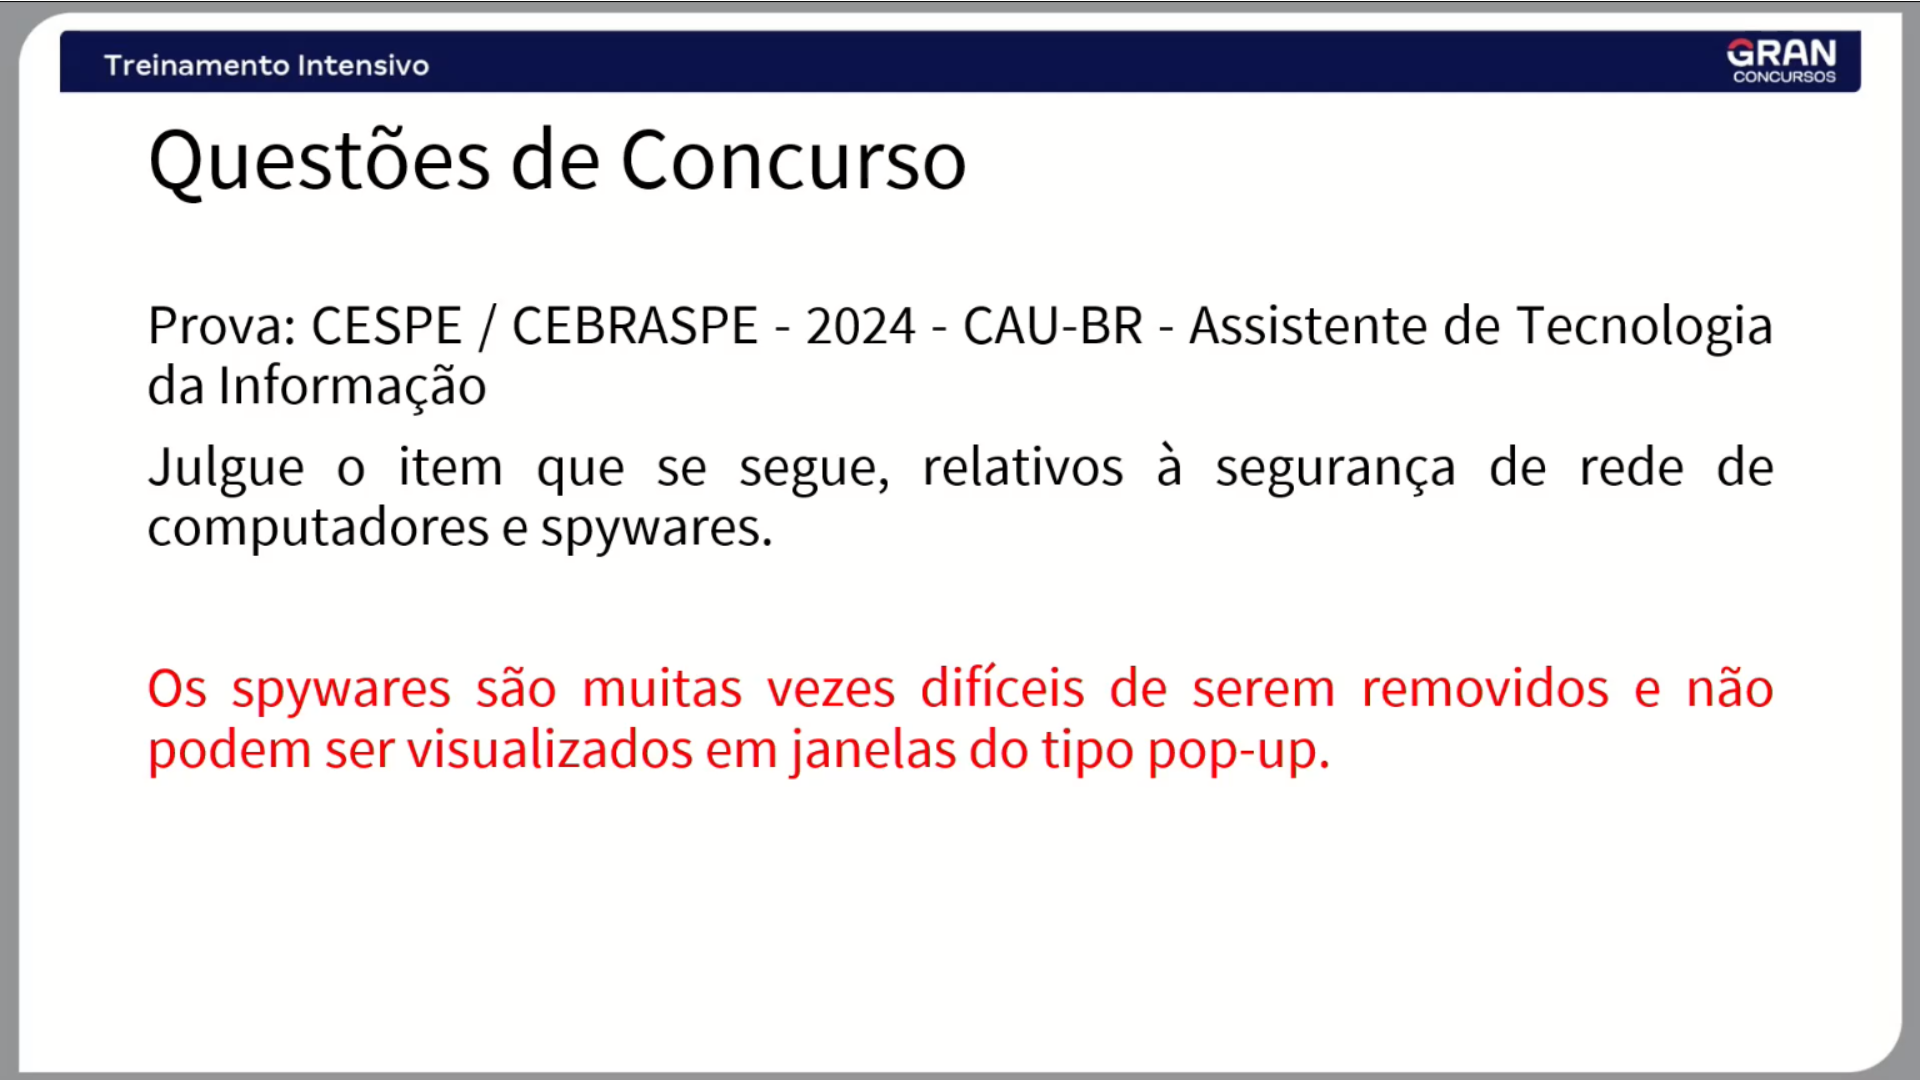 Treinamento Intensivo
GRAN
CONCURSOS
Questões de Concurso
Prova: CESPE / CEBRASPE - 2024 - CAU-BR - Assistente de Tecnologia
da Informação
Julgue o item que se segue, relativos à segurança de rede de
computadores e spywares.
Os spywares são muitas vezes difíceis de serem removidos e não
podem ser visualizados em janelas do tipo pop-up.